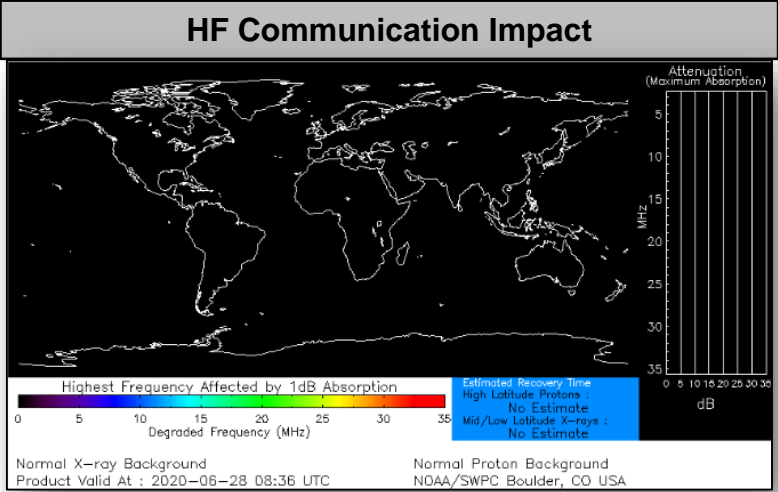 HF Communication Impact
Attenuation
(Maximum Absorption)
5
10
15
20
25
30
35
MHz
0 5 10 15 20 25 30 35
dB
Highest Frequency Affected by 1dB Absorption
0 5 10 15 20 25 30 35
Degraded Frequency (MHz)
Estimated Recovery Time
High Latitude Protons :
No Estimate
Mid/Low Latitude X-rays :
No Estimate
Normal X-ray Background
Normal Proton Background
Product Valid At : 2020-06-28 08:36 UTC
NOAA/SWPC Boulder, CO USA